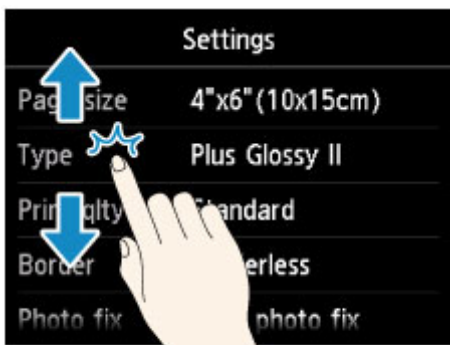 Settings
Page size 4"x6"(10x15cm)
Type Plus Glossy II
Print qlty Standard
Border
Photo fix photo fix